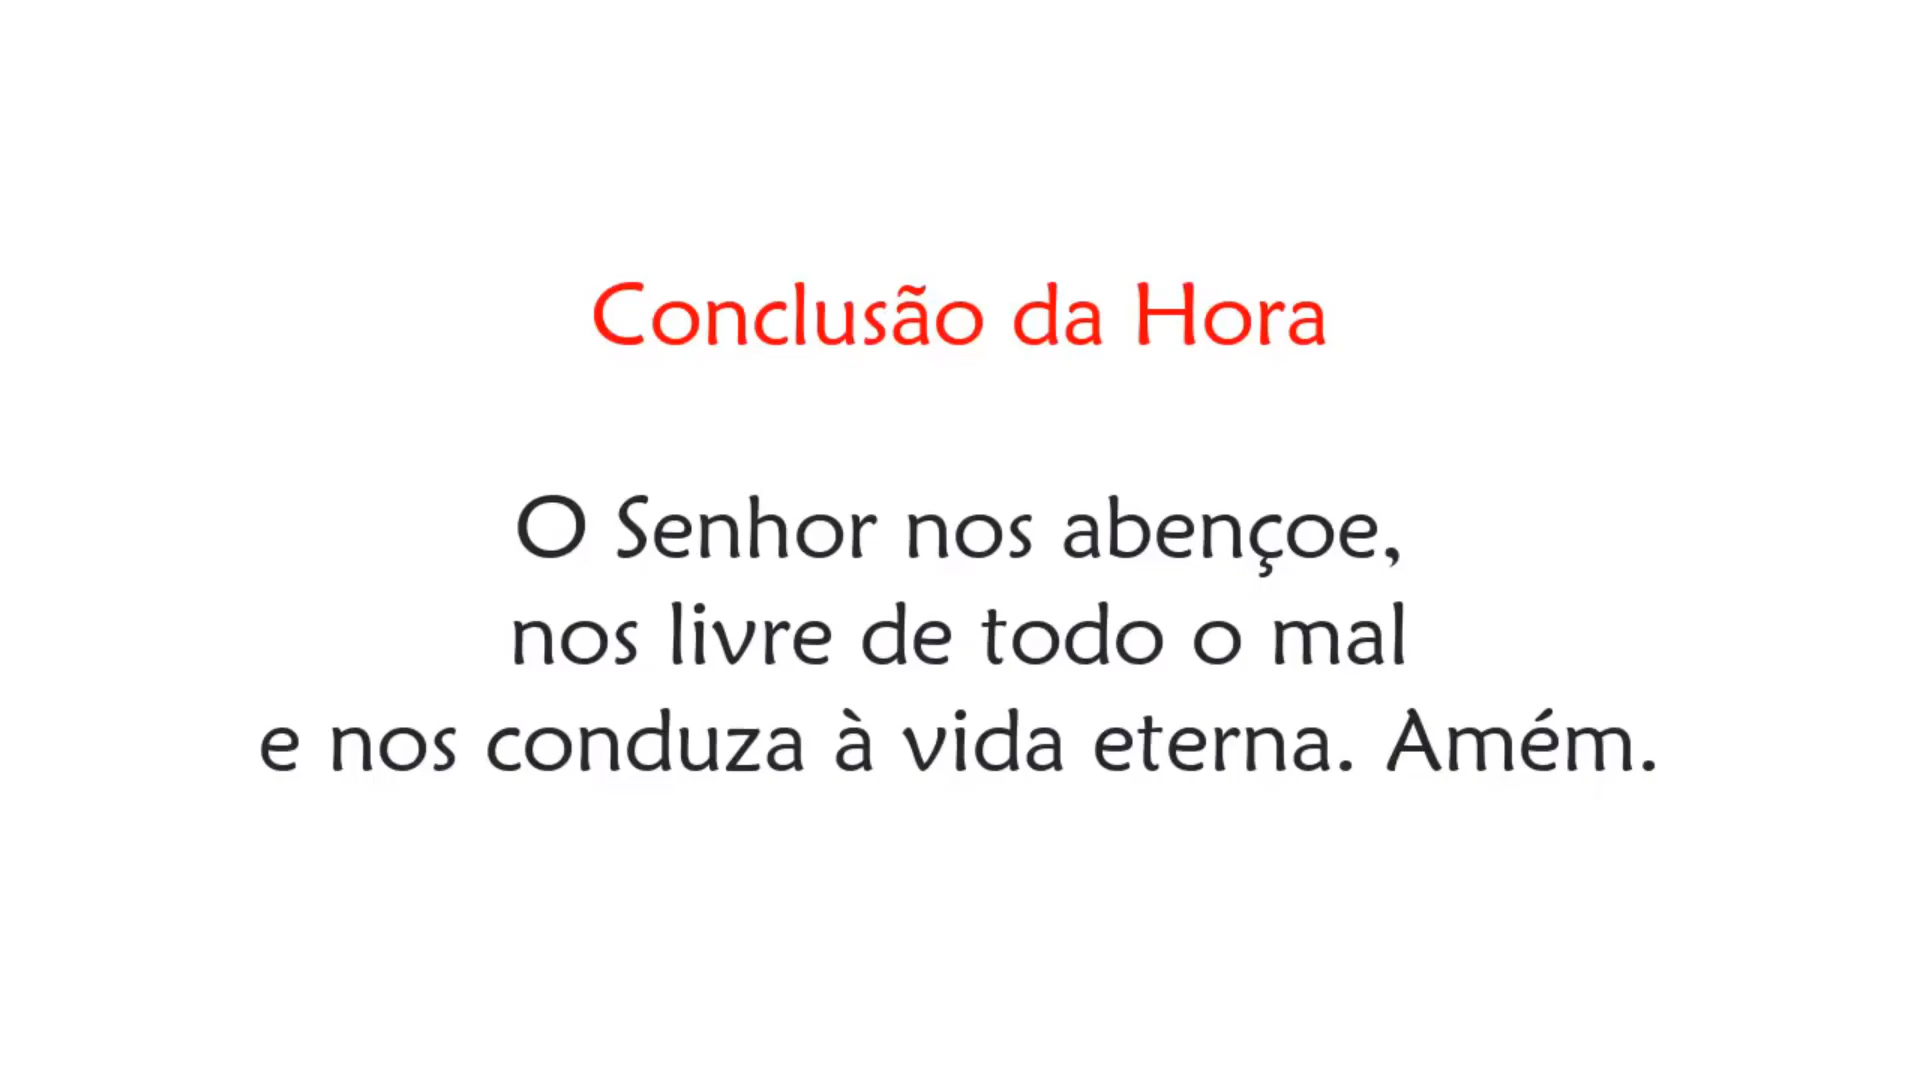 Conclusão da Hora
O Senhor nos abençoe,
nos livre de todo o mal
e nos conduza à vida eterna. Amém.